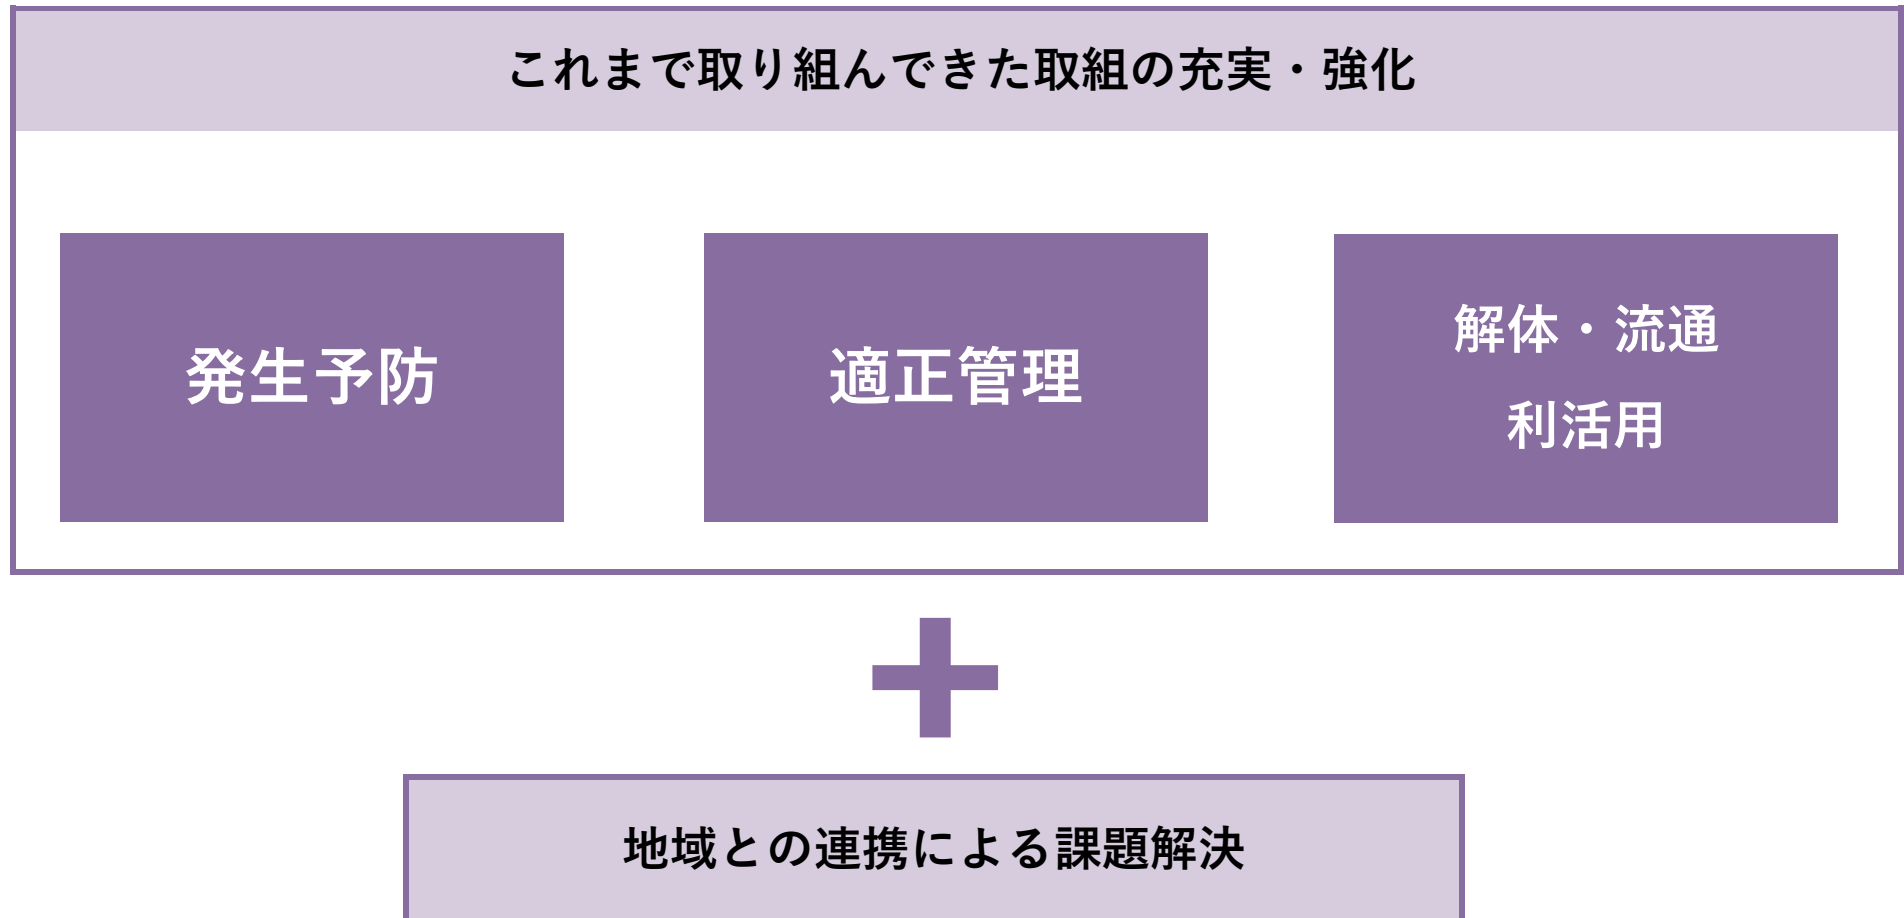 これまで取り組んできた取組の充実・強化
発生予防
適正管理
解体・流通
利活用
地域との連携による課題解決